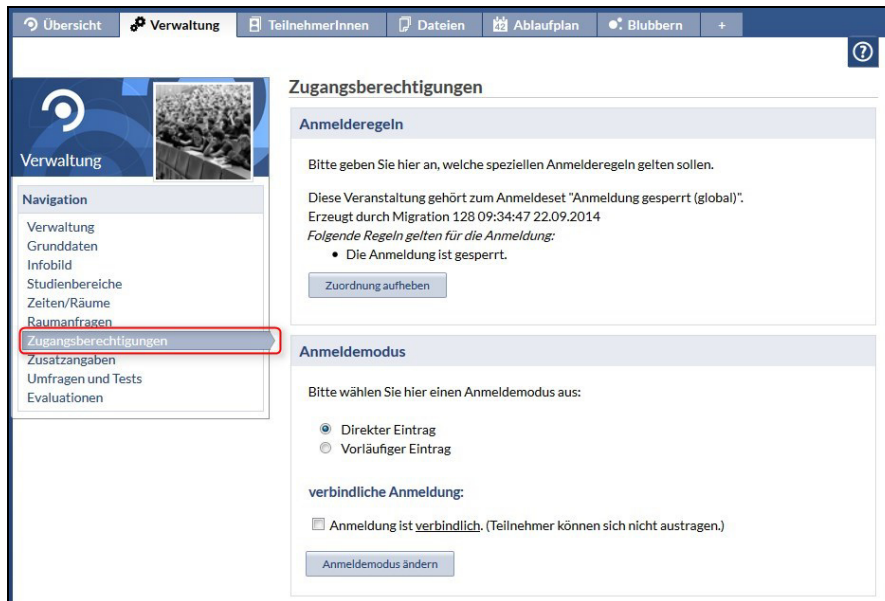 Übersicht
Verwaltung
TeilnehmerInnen
Dateien
42 Ablaufplan
Blubbern
+
?
Verwaltung
Navigation
Verwaltung
Grunddaten
Infobild
Studienbereiche
Zeiten/Räume
Raumanfragen
Zugangsberechtigungen
Zusatzangaben
Umfragen und Tests
Evaluationen
Zugangsberechtigungen
Anmelderegeln
Bitte geben Sie hier an, welche speziellen Anmelderegeln gelten sollen.
Diese Veranstaltung gehört zum Anmeldeset "Anmeldung gesperrt (global)".
Erzeugt durch Migration 128 09:34:47 22.09.2014
Folgende Regeln gelten für die Anmeldung:
• Die Anmeldung ist gesperrt.
Zuordnung aufheben
Anmeldemodus
Bitte wählen Sie hier einen Anmeldemodus aus:
Direkter Eintrag
Vorläufiger Eintrag
verbindliche Anmeldung:
Anmeldung ist verbindlich. (Teilnehmer können sich nicht austragen.)
Anmeldemodus ändern